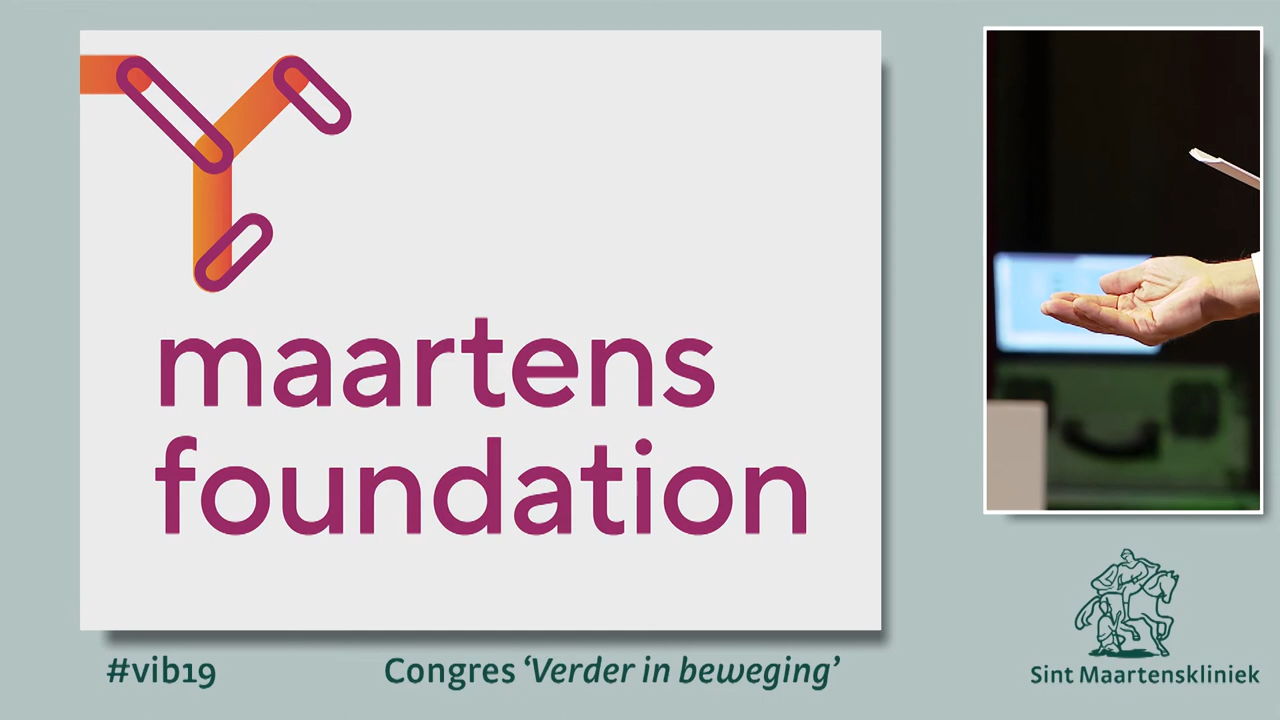 maartens
foundation
#vib19
Congres ‘Verder in beweging’
Sint Maartenskliniek